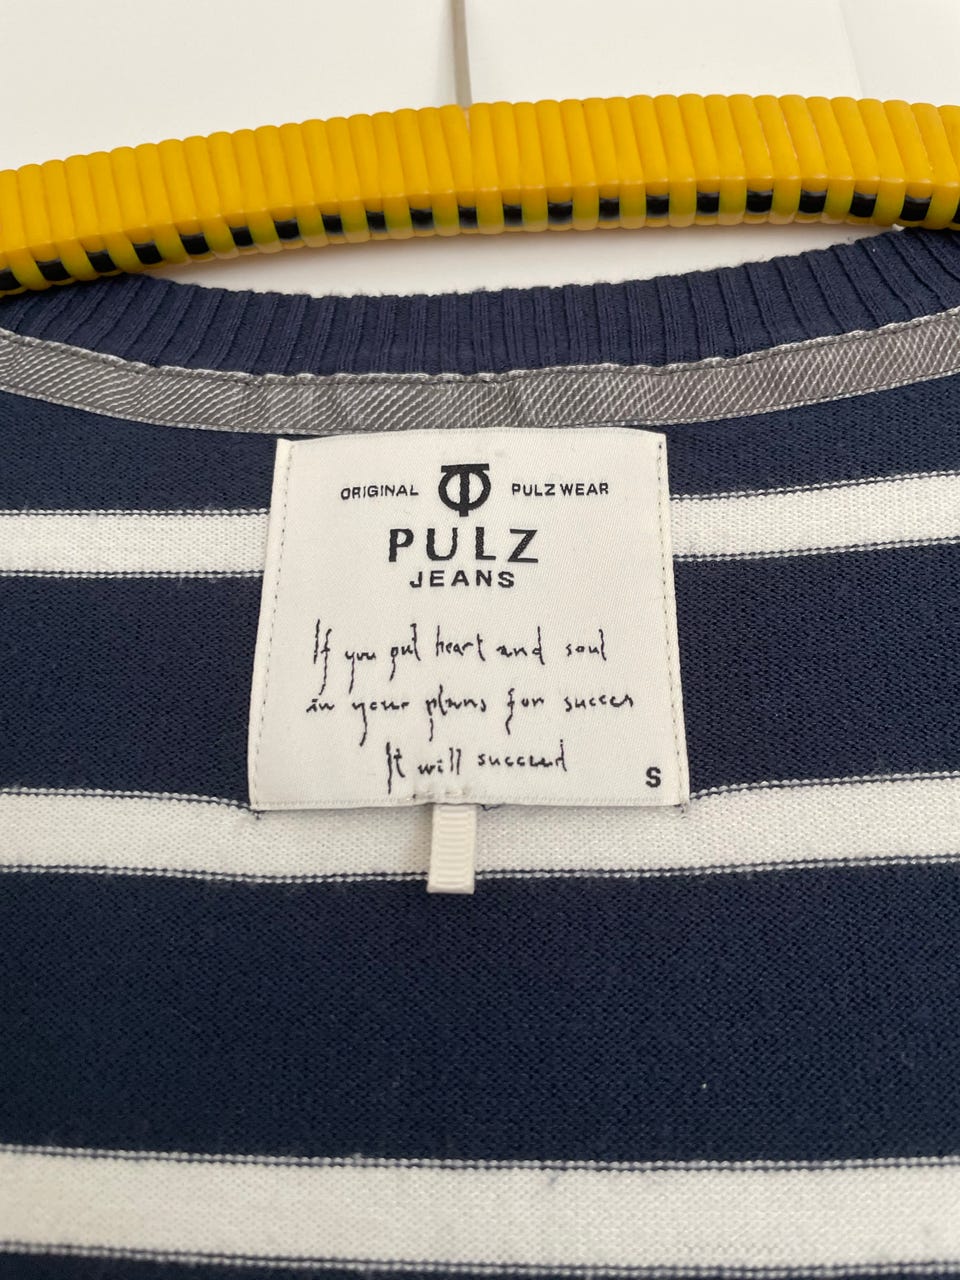 ORIGINAL PULZ WEAR
PULZ
JEANS
If you put heart and soul
in your plans for succes
It will succeed
S